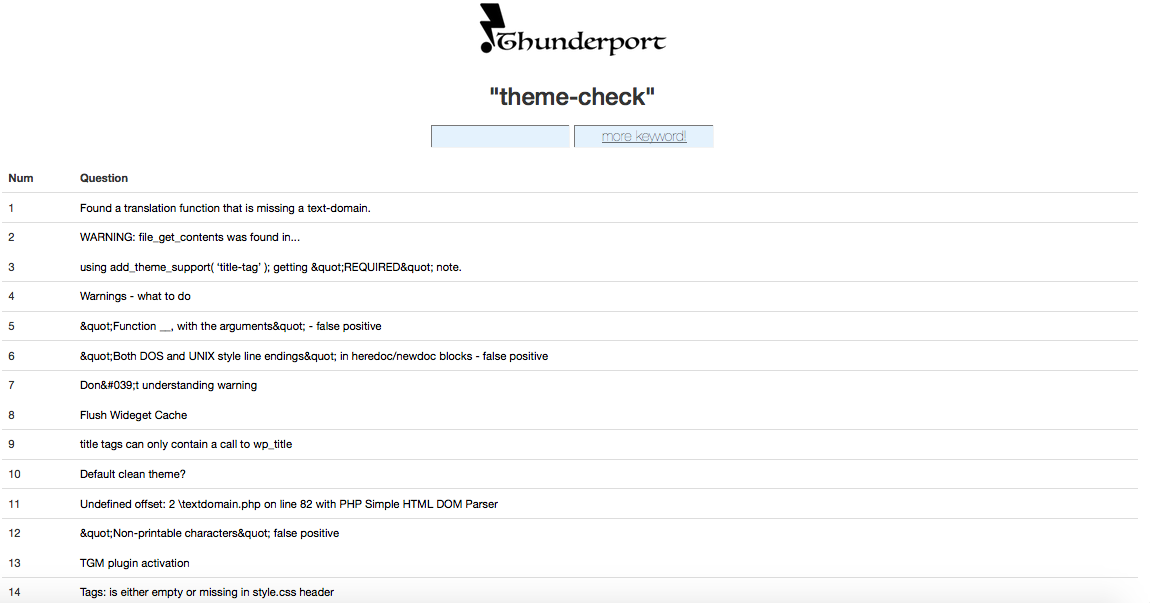 Thunderport
"theme-check"
more keyword!
Num Question
1 Found a translation function that is missing a text-domain.
2 WARNING: file_get_contents was found in...
3 using add_theme_support( ‘title-tag’ ); getting &quot;REQUIRED&quot; note.
4 Warnings - what to do
5 &quot;Function __, with the arguments&quot; - false positive
6 &quot;Both DOS and UNIX style line endings&quot; in heredoc/newdoc blocks - false positive
7 Don&#039;t understanding warning
8 Flush Wideget Cache
9 title tags can only contain a call to wp_title
10 Default clean theme?
11 Undefined offset: 2 \textdomain.php on line 82 with PHP Simple HTML DOM Parser
12 &quot;Non-printable characters&quot; false positive
13 TGM plugin activation
14 Tags: is either empty or missing in style.css header